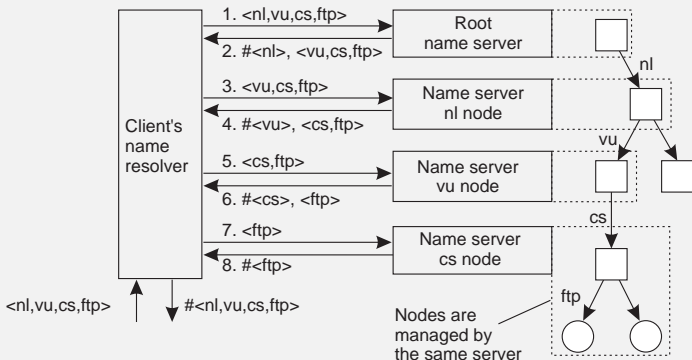 1. <nl,vu,cs,ftp>
2. #<nl>, <vu,cs,ftp>
Root
name server
nl
3. <vu,cs,ftp>
4. #<vu>, <cs,ftp>
Name server
nl node
Client's
name
resolver
vu
5. <cs,ftp>
6. #<cs>, <ftp>
Name server
vu node
cs
7. <ftp>
8. #<ftp>
Name server
cs node
ftp
<nl,vu,cs,ftp>
#<nl,vu,cs,ftp>
Nodes are
managed by
the same server